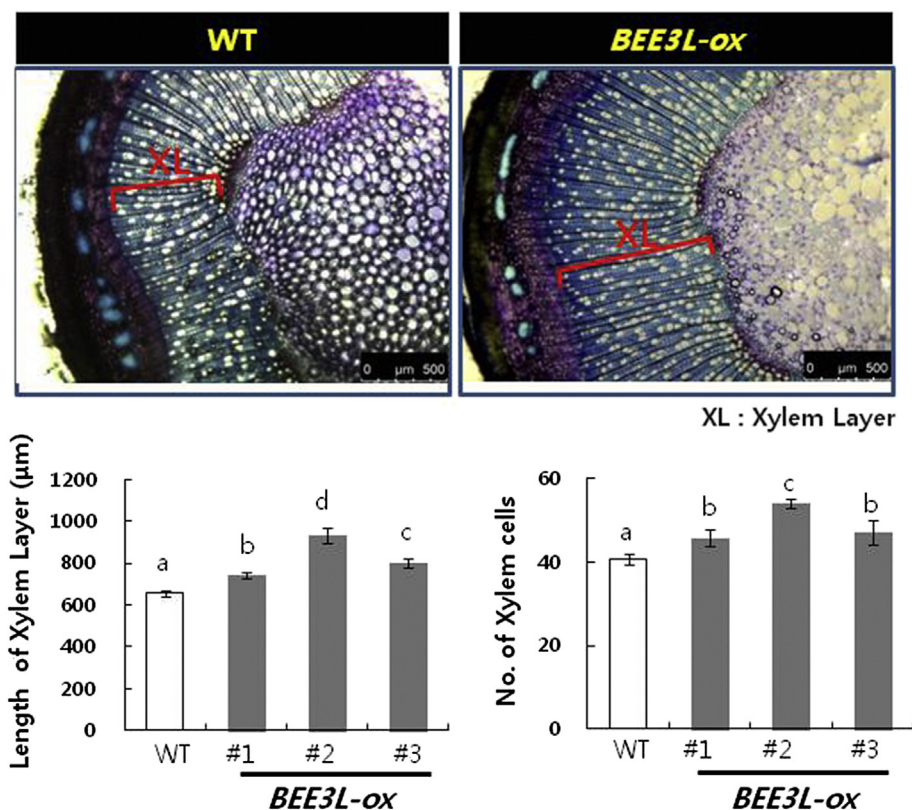 WT
BEE3L-ox
XL
XL
0 µm 500
0 µm 500
XL : Xylem Layer
Length of Xylem Layer (µm)
1200
1000
800
600
400
200
0
a
b
d
c
WT
#1
#2
#3
BEE3L-ox
No. of Xylem cells
60
40
20
0
a
b
c
b
WT
#1
#2
#3
BEE3L-ox